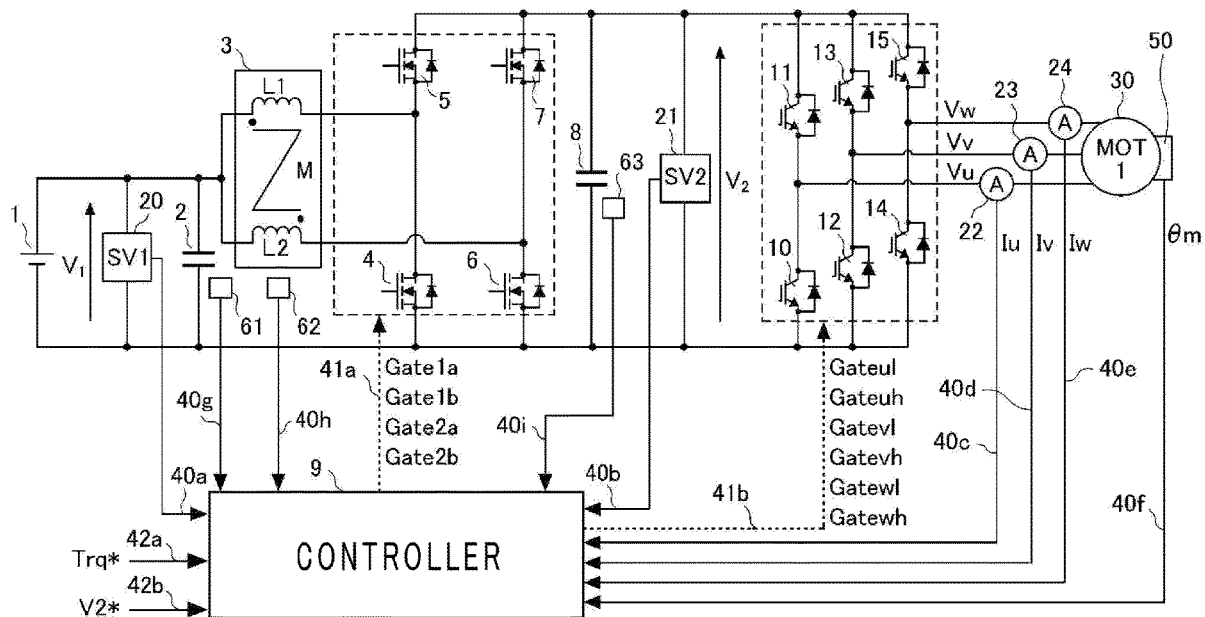 3
L1
M
L2
5
7
4
6
1
V1
20
SV1
2
61
62
8
63
21
SV2
V2
11
13
15
10
12
14
Vw
Vv
Vu
23
24
22
A
A
A
30
50
MOT
1
Iu
Iv
Iw
θm
41a
Gate1a
Gate1b
Gate2a
Gate2b
40g
40h
40i
40a
40b
41b
Gateul
Gateuh
Gatevl
Gatevh
Gatewl
Gatewh
40c
40d
40e
40f
9
CONTROLLER
Trq*
42a
V2*
42b